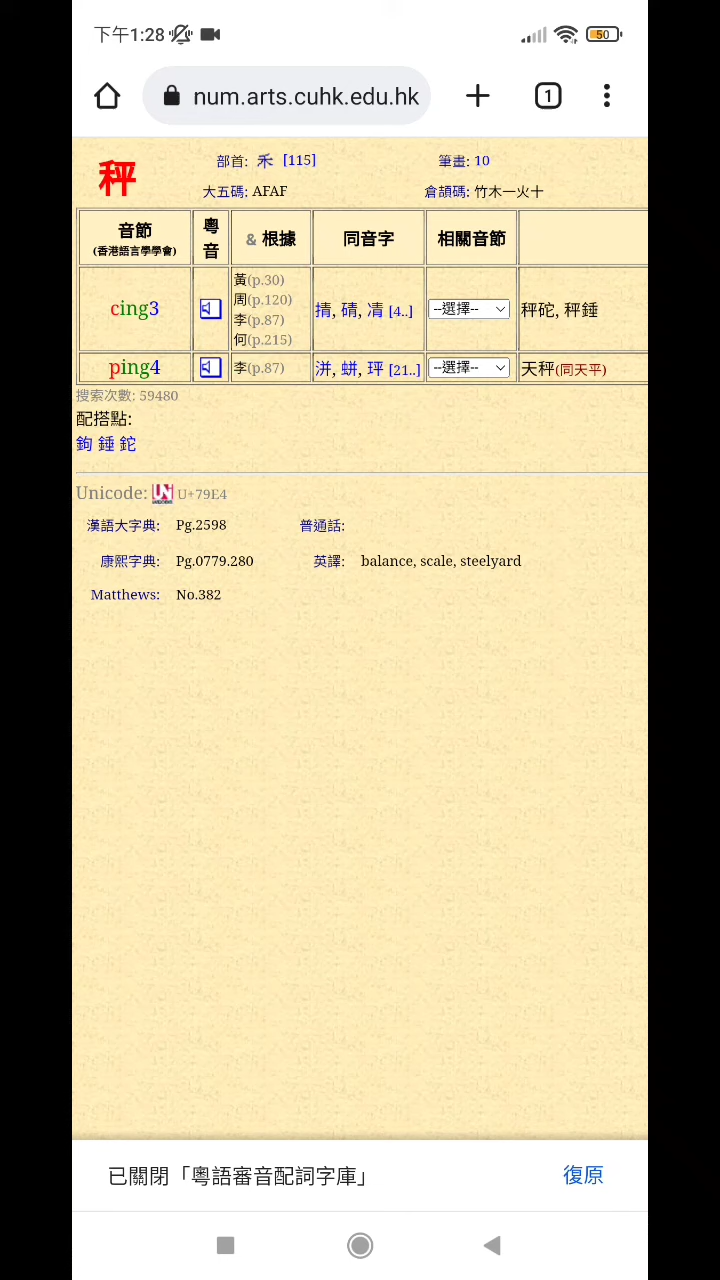 下午1:28 50
num.arts.cuhk.edu.hk 1
秤
部首: 禾 [115] 筆畫: 10
大五碼: AFAF 倉頡碼: 竹木一火十
音節 (香港語言學學會) 粵音 & 根據 同音字 相關音節
cing3 黃(p.30) 周(p.120) 李(p.87) 何(p.215) 掅, 碃, 凊 [4..] --選擇-- 秤砣, 秤錘
ping4 李(p.87) 洴, 蛢, 玶 [21..] --選擇-- 天秤(同天平)
搜索次數: 59480
配搭點:
鉤 錘 鉈
Unicode: U+79E4
漢語大字典: Pg.2598 普通話:
康熙字典: Pg.0779.280 英譯: balance, scale, steelyard
Matthews: No.382
已關閉「粵語審音配詞字庫」 復原